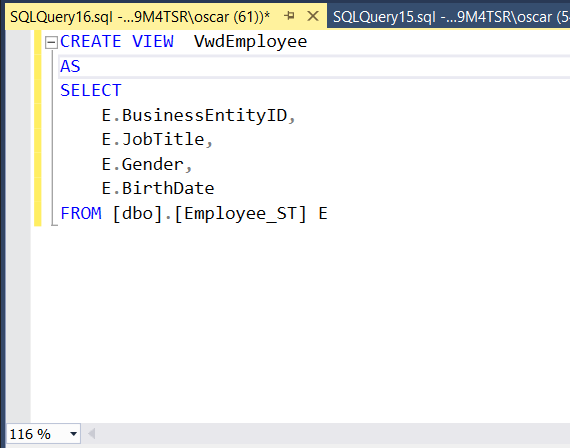 SQLQuery16.sql -...9M4TSR\oscar (61))* SQLQuery15.sql -...9M4TSR\oscar (5
CREATE VIEW  VwdEmployee
AS
SELECT
    E.BusinessEntityID,
    E.JobTitle,
    E.Gender,
    E.BirthDate
FROM [dbo].[Employee_ST] E
116 %